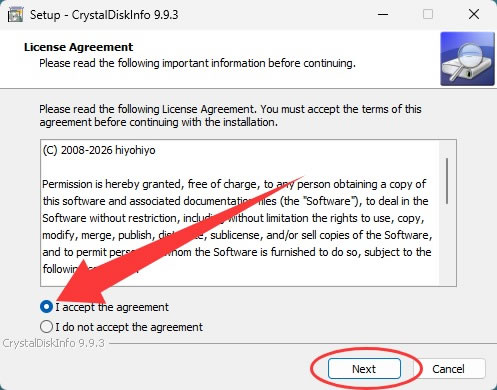 Setup - CrystalDiskInfo 9.9.3
License Agreement
Please read the following important information before continuing.
Please read the following License Agreement. You must accept the terms of this
agreement before continuing with the installation.
(C) 2008-2026 hiyohiyo
Permission is hereby granted, free of charge, to any person obtaining a copy of
this software and associated documentation files (the "Software"), to deal in the
Software without restriction, including without limitation the rights to use, copy,
modify, merge, publish, sublicense, and/or sell copies of the Software,
and to permit whom the Software is furnished to do so, subject to the
following
I accept the agreement
I do not accept the agreement
CrystalDiskInfo 9.9.3
Next
Cancel